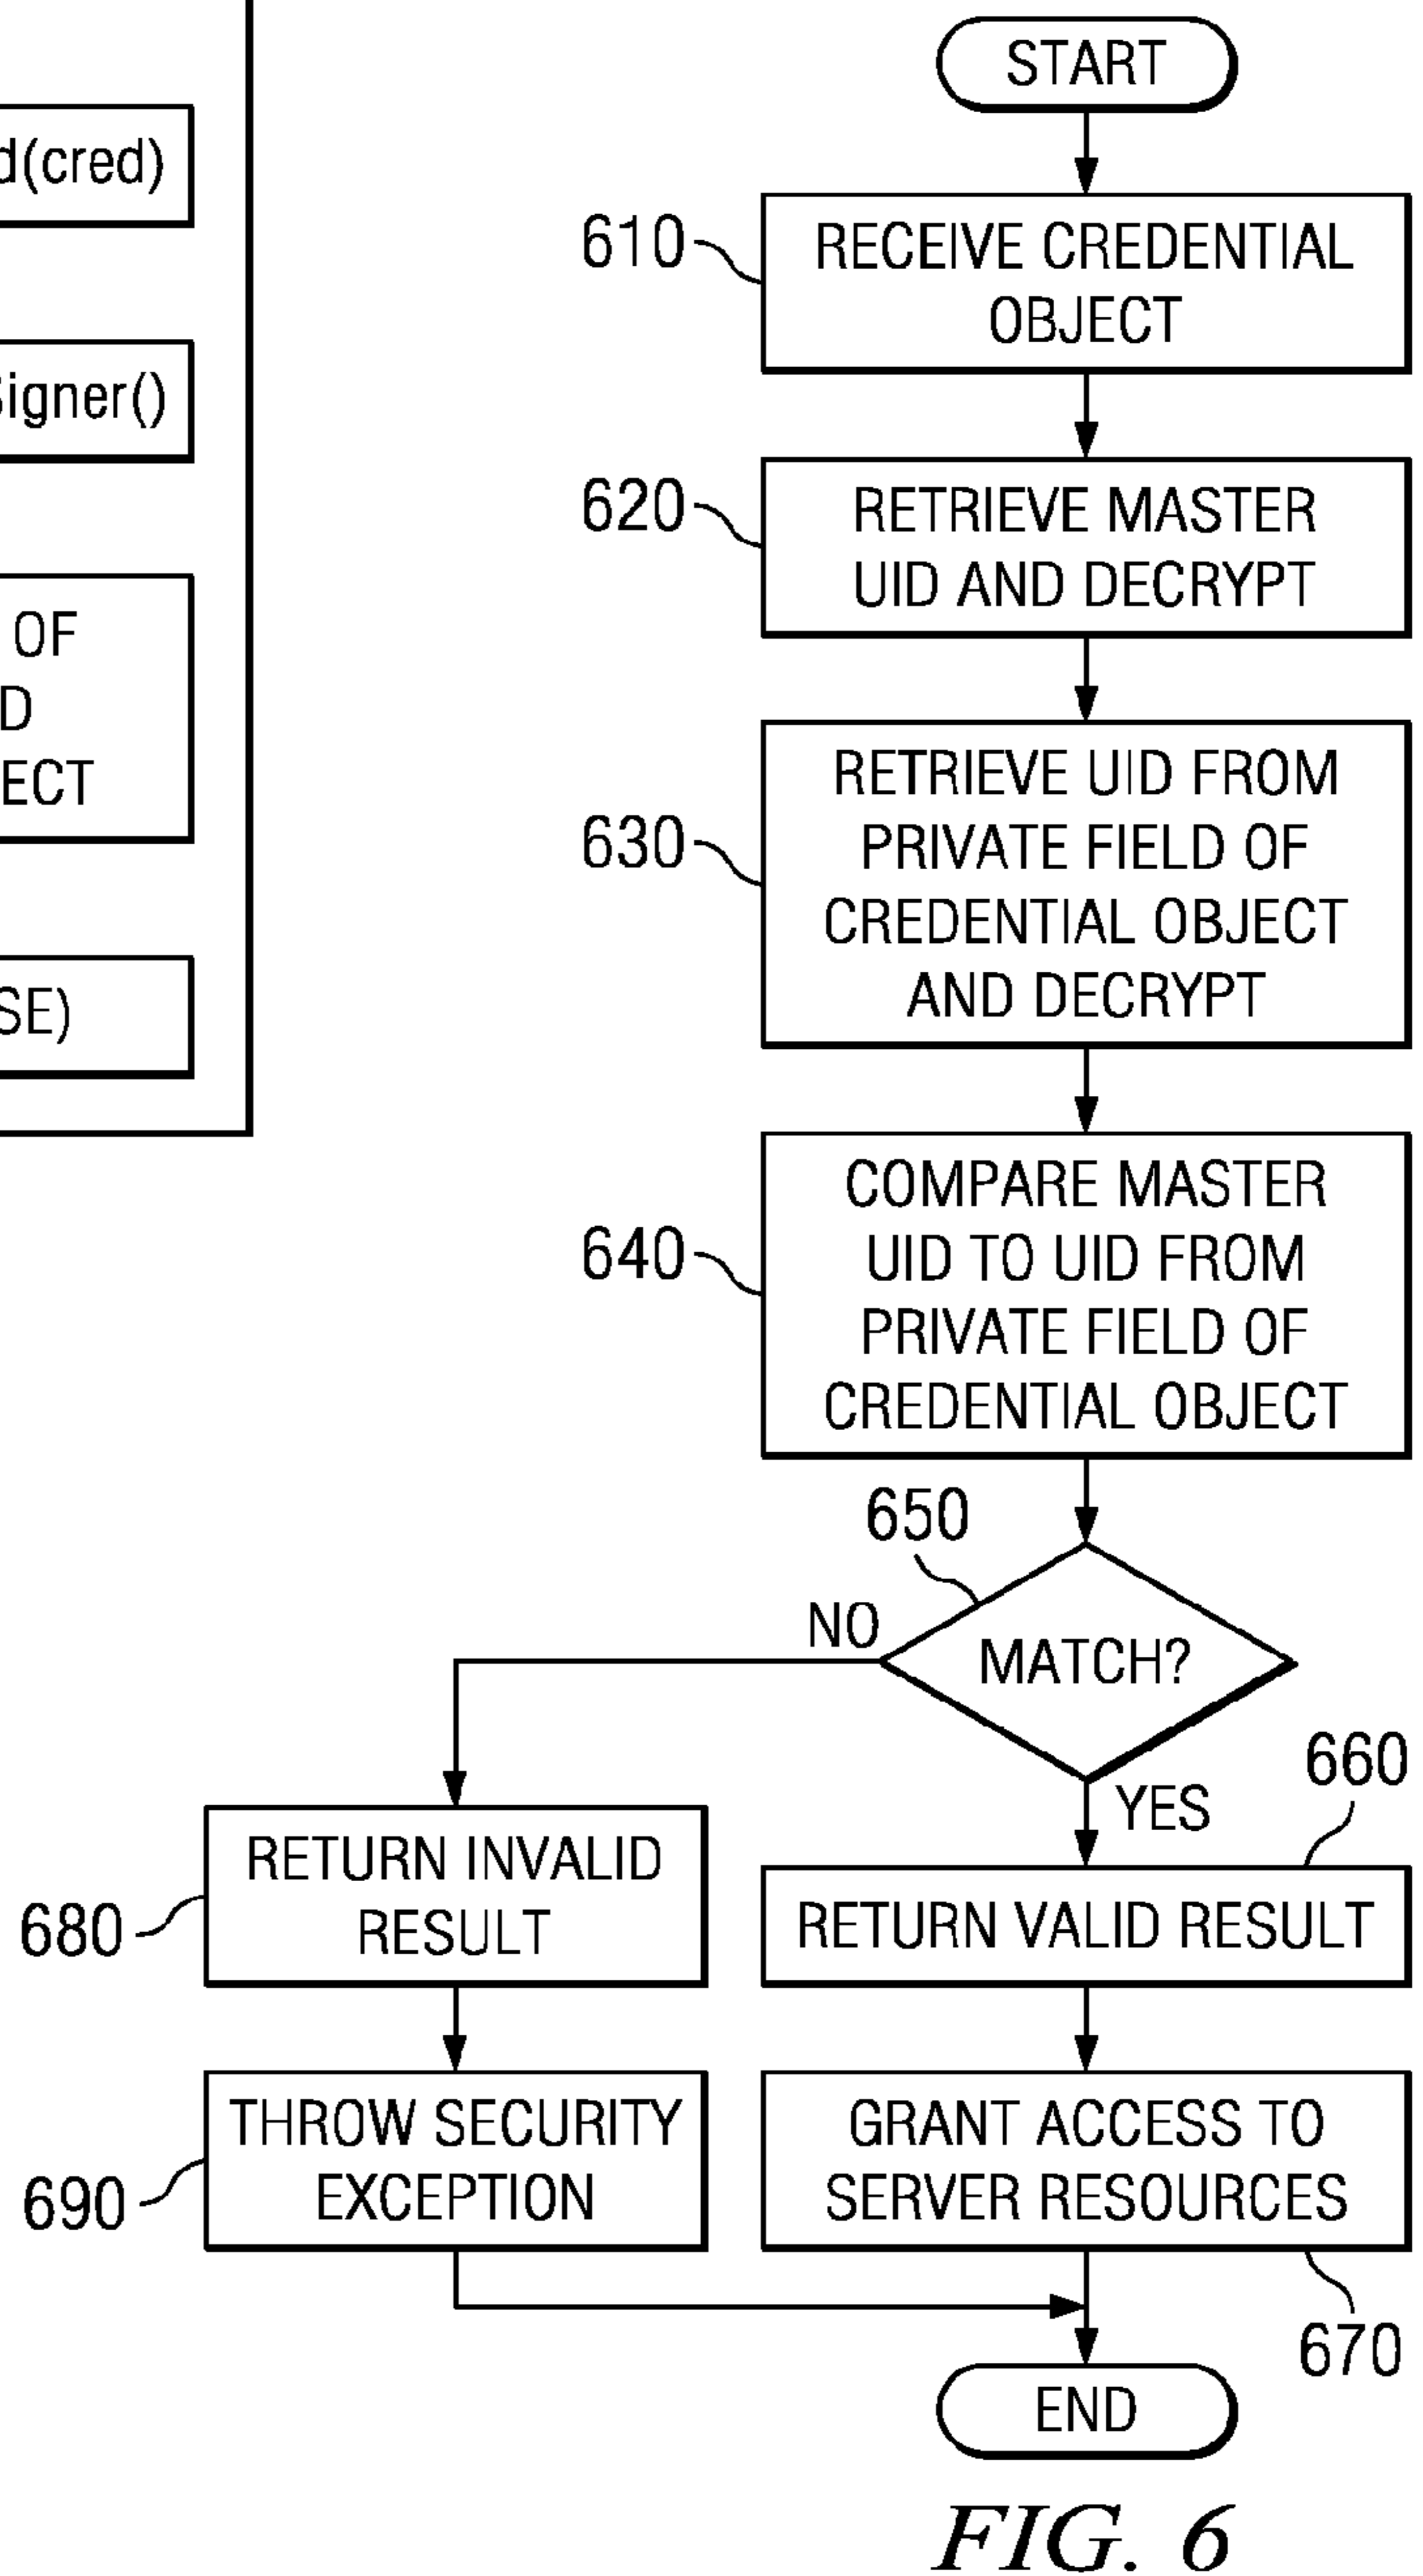 d(cred)
Signer()
OF
D
ECT
SE)
START
610
RECEIVE CREDENTIAL
OBJECT
620
RETRIEVE MASTER
UID AND DECRYPT
630
RETRIEVE UID FROM
PRIVATE FIELD OF
CREDENTIAL OBJECT
AND DECRYPT
640
COMPARE MASTER
UID TO UID FROM
PRIVATE FIELD OF
CREDENTIAL OBJECT
650
NO
MATCH?
YES
660
680
RETURN INVALID
RESULT
RETURN VALID RESULT
690
THROW SECURITY
EXCEPTION
GRANT ACCESS TO
SERVER RESOURCES
670
END
FIG. 6